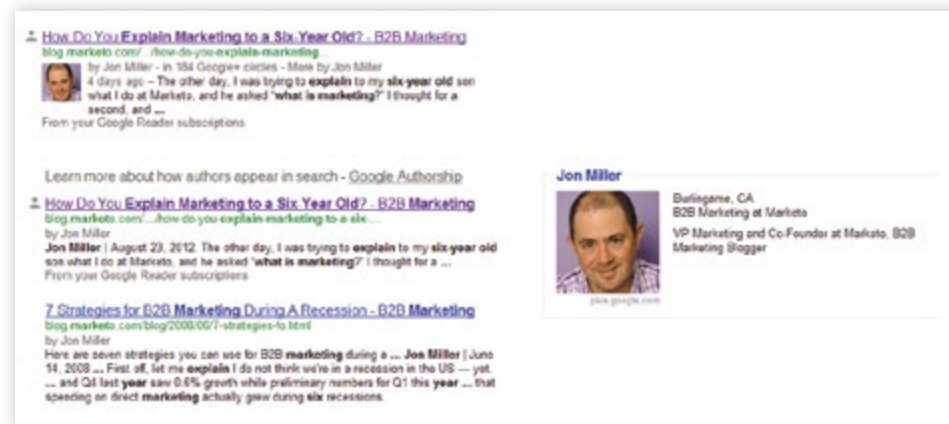 How Do You Explain Marketing to a Six-Year Old? - B2B Marketing
blog.marketo.com/.../how-do-you-explain-marketing...
by Jon Miller - in 184 Google+ circles - More by Jon Miller
4 days ago – The other day, I was trying to explain to my six-year old son
what I do at Marketo, and he asked "what is marketing?" I thought for a
second, and ...
From your Google Reader subscriptions
Learn more about how authors appear in search - Google Authorship
How Do You Explain Marketing to a Six Year Old? - B2B Marketing
blog.marketo.com/.../how-do-you-explain-marketing-to-a-six-...
by Jon Miller
Jon Miller | August 23, 2012. The other day, I was trying to explain to my six-year old
son what I do at Marketo, and he asked "what is marketing?" I thought for a ...
From your Google Reader subscriptions
7 Strategies for B2B Marketing During A Recession - B2B Marketing
blog.marketo.com/blog/2008/06/7-strategies-fo.html
by Jon Miller
Here are seven strategies you can use for B2B marketing during a ... Jon Miller | June
14, 2008 ... First off, let me explain I do not think we're in a recession in the US — yet.
... and Q4 last year saw 0.6% growth while preliminary numbers for Q1 this year ... that
spending on direct marketing actually grew during six recessions.
Jon Miller
Burlingame, CA
B2B Marketing at Marketo
VP Marketing and Co-Founder at Marketo, B2B
Marketing Blogger
plus.google.com